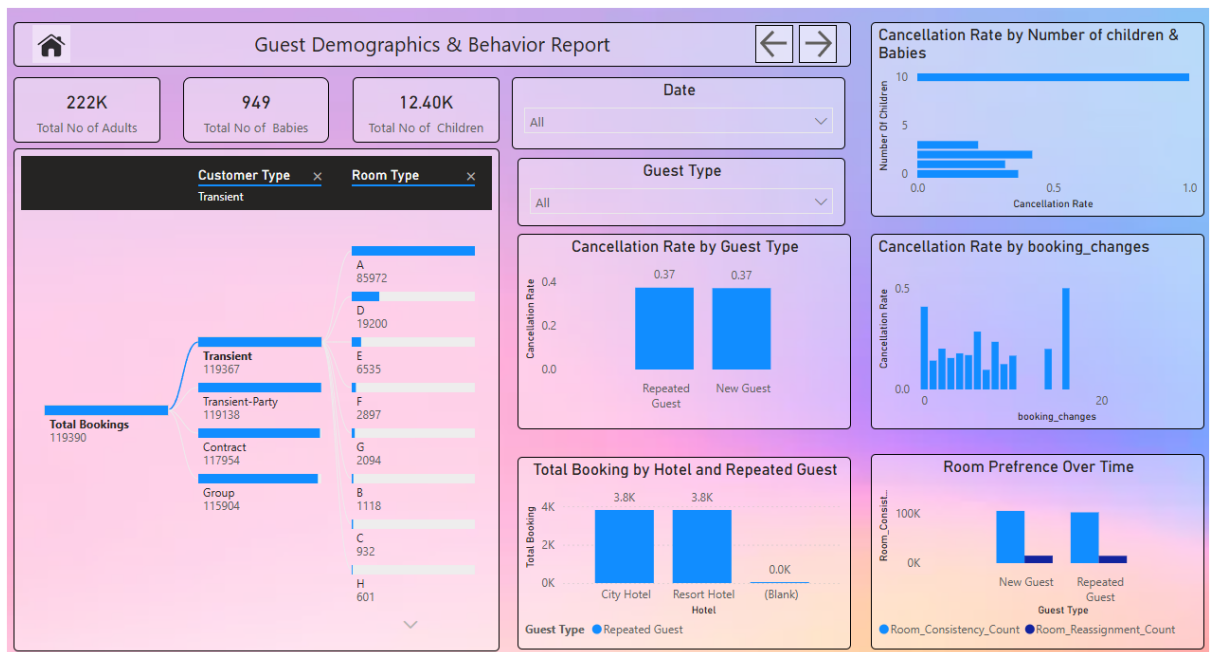 Guest Demographics & Behavior Report
222K
Total No of Adults
949
Total No of Babies
12.40K
Total No of Children
Date
All
Guest Type
All
Customer Type
Transient
Room Type
Total Bookings
119390
Transient
119367
Transient-Party
119138
Contract
117954
Group
115904
A
85972
D
19200
E
6535
F
2897
G
2094
B
1118
C
932
H
601
Cancellation Rate by Guest Type
Cancellation Rate
0.4
0.2
0.0
0.37
0.37
Repeated
Guest
New Guest
Total Booking by Hotel and Repeated Guest
Total Booking
4K
2K
0K
3.8K
3.8K
0.0K
City Hotel
Resort Hotel
(Blank)
Hotel
Guest Type
Repeated Guest
Cancellation Rate by Number of children &
Babies
Number Of Children
10
5
0
0.0
0.5
1.0
Cancellation Rate
Cancellation Rate by booking_changes
Cancellation Rate
0.5
0.0
0
20
booking_changes
Room Prefrence Over Time
Room_Consist...
100K
0K
New Guest
Repeated
Guest
Guest Type
Room_Consistency_Count
Room_Reassignment_Count